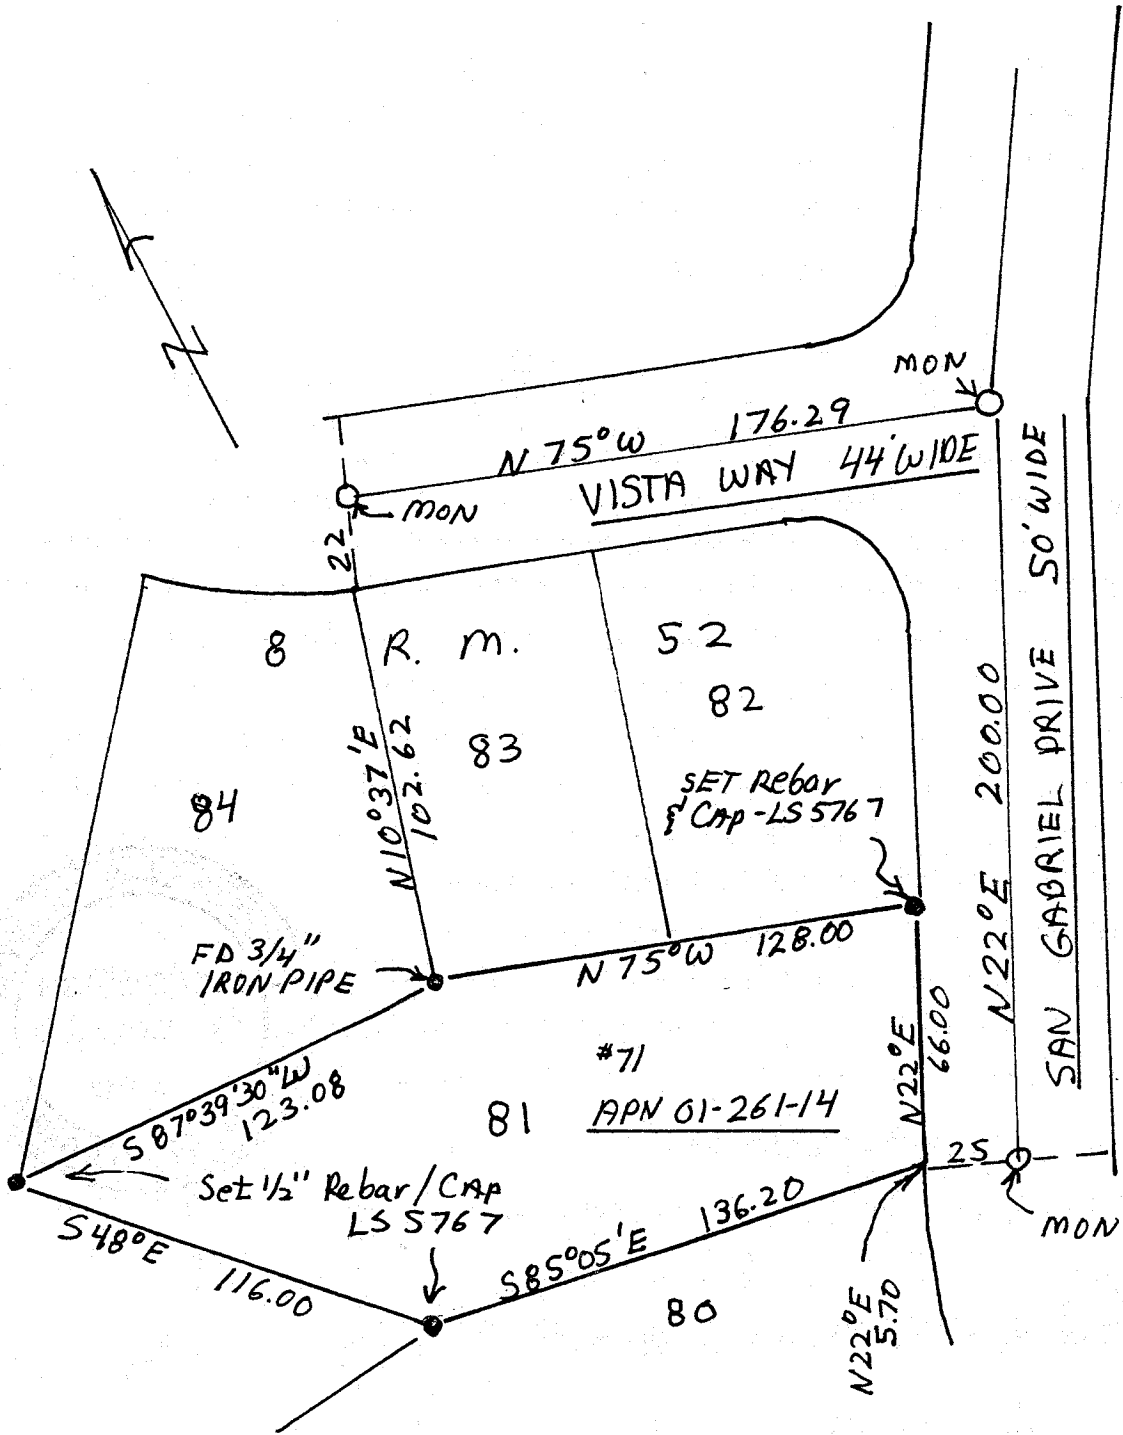 MON
N 75°W 176.29
VISTA WAY 44' WIDE
MON
22
8 R. M. 52
82
83
84
N10°37'E
102.62
SET Rebar
& CAP-LS 5767
N22°E 200.00
SAN GABRIEL DRIVE 50' WIDE
FD 3/4"
IRON PIPE
N 75°W 128.00
N22°E
66.00
#71
81 APN 01-261-14
S 87°39'30"W
123.08
25
MON
Set 1/2" Rebar/CAP
LS 5767
S48°E 116.00
S85°05'E 136.20
80
N22°E
5.70
N